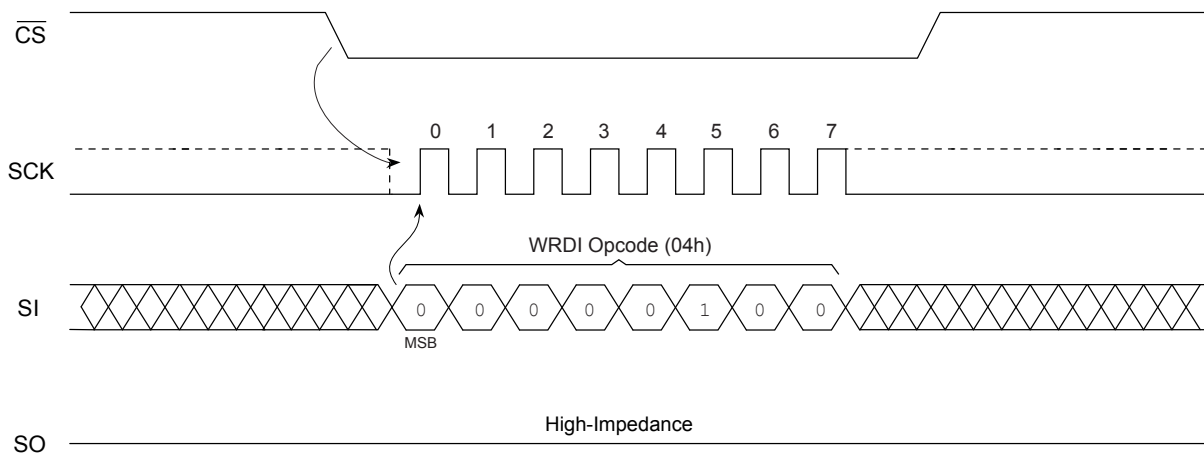 CS
0 1 2 3 4 5 6 7
SCK
WRDI Opcode (04h)
SI
0 0 0 0 0 1 0 0
MSB
High-Impedance
SO